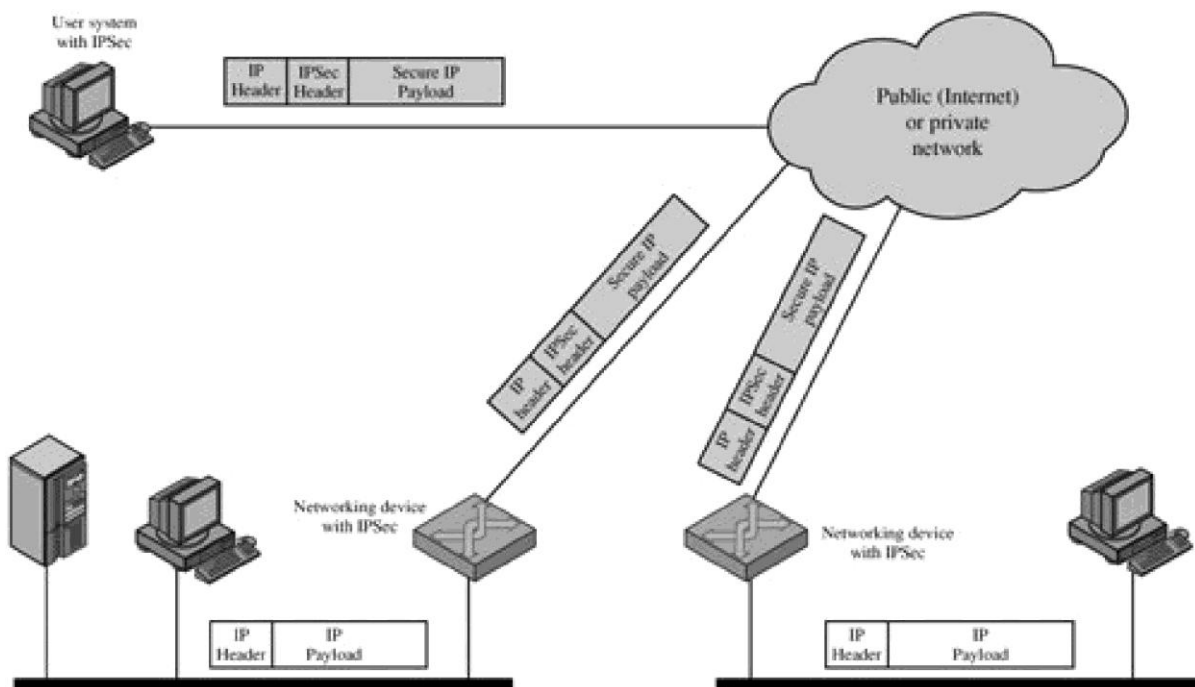 User system
with IPSec
IP
Header
IPSec
Header
Secure IP
Payload
Public (Internet)
or private
network
IP
header
IPSec
header
Secure IP
payload
IP
header
IPSec
header
Secure IP
payload
Networking device
with IPSec
Networking device
with IPSec
IP
Header
IP
Payload
IP
Header
IP
Payload